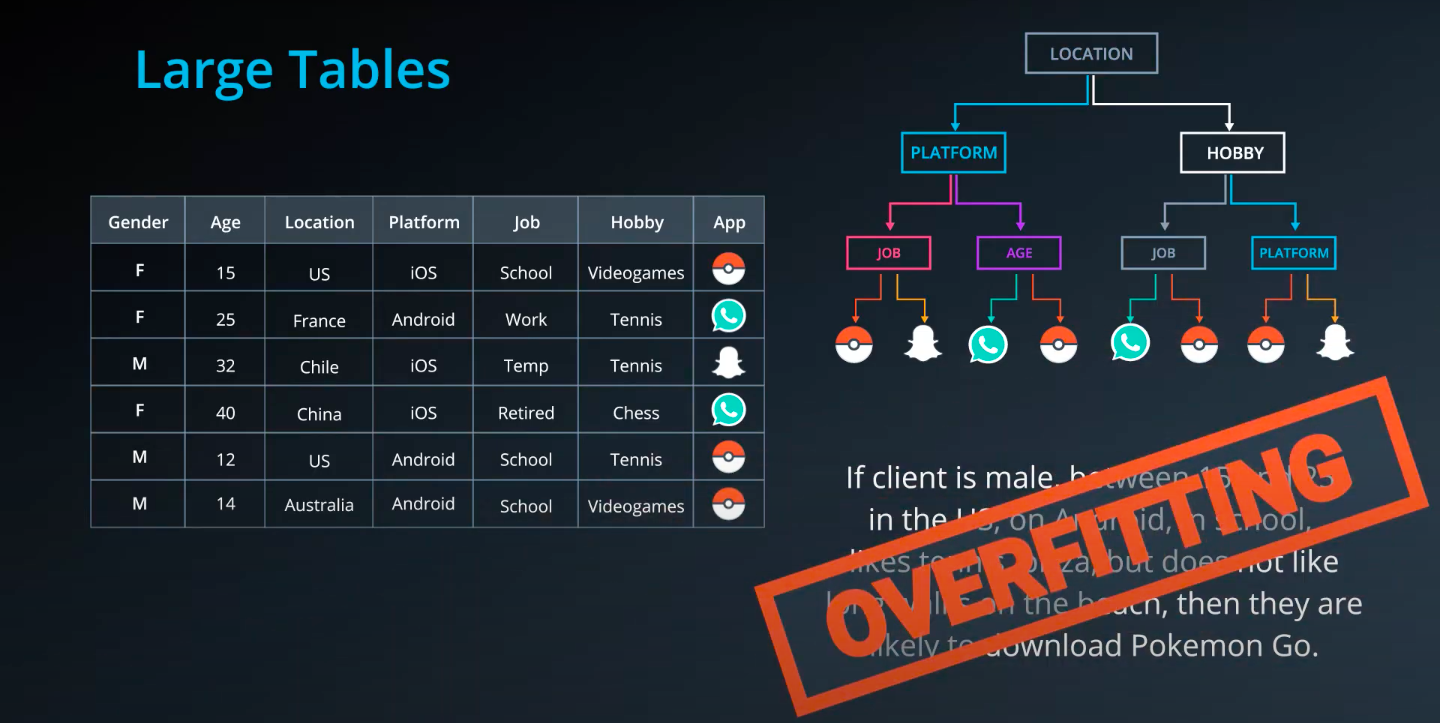 Large Tables
Gender Age Location Platform Job Hobby App
F 15 US iOS School Videogames
F 25 France Android Work Tennis
M 32 Chile iOS Temp Tennis
F 40 China iOS Retired Chess
M 12 US Android School Tennis
M 14 Australia Android School Videogames
LOCATION
PLATFORM HOBBY
JOB AGE JOB PLATFORM
If client is male, between 15 and 25
in the US, on Android, in school,
likes tennis, pizza, but does not like
long walks on the beach, then they are
likely to download Pokemon Go.
OVERFITTING